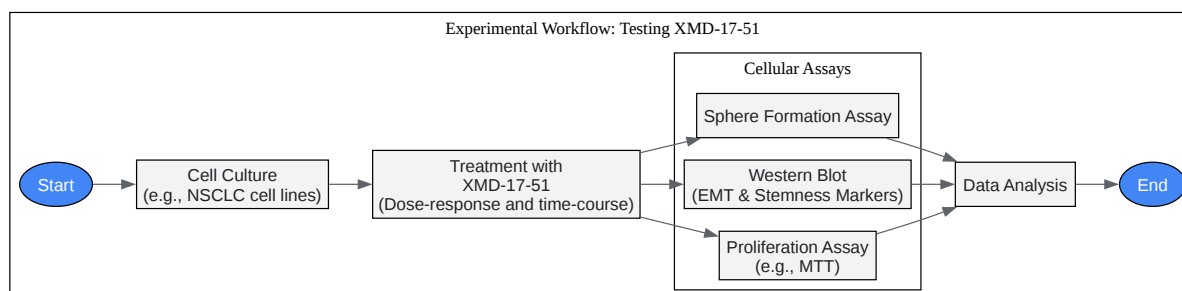 Experimental Workflow: Testing XMD-17-51
Start
Cell Culture
(e.g., NSCLC cell lines)
Treatment with
XMD-17-51
(Dose-response and time-course)
Cellular Assays
Sphere Formation Assay
Western Blot
(EMT & Stemness Markers)
Proliferation Assay
(e.g., MTT)
Data Analysis
End